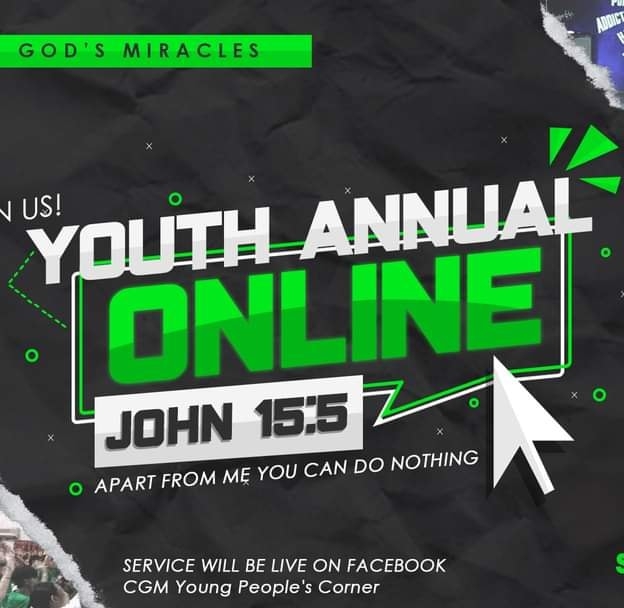 GOD'S MIRACLES
US!
YOUTH ANNUAL
ONLINE
JOHN 15:5
APART FROM ME YOU CAN DO NOTHING
SERVICE WILL BE LIVE ON FACEBOOK
CGM Young People's Corner